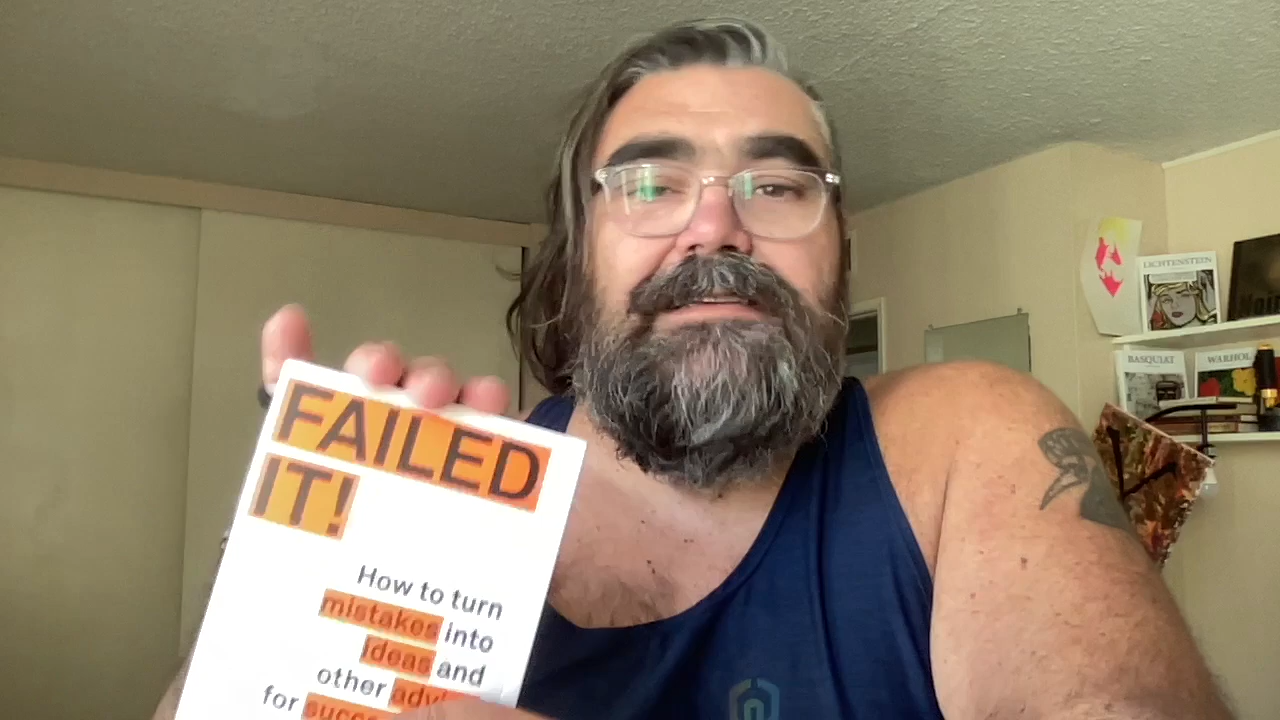 FAILED
IT!
How to turn
mistakes into
ideas and
other
for
LICHTENSTEIN
BASQUIAT
WARHOL